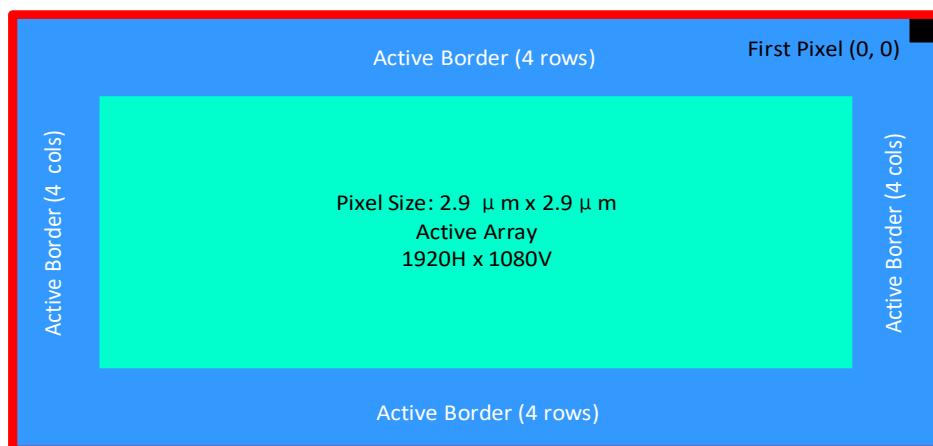 First Pixel (0, 0)
Active Border (4 rows)
Active Border (4  cols)
Pixel Size: 2.9  μ m x 2.9 μ m
Active Array
1920H x 1080V
Active Border (4 cols)
Active Border (4 rows)